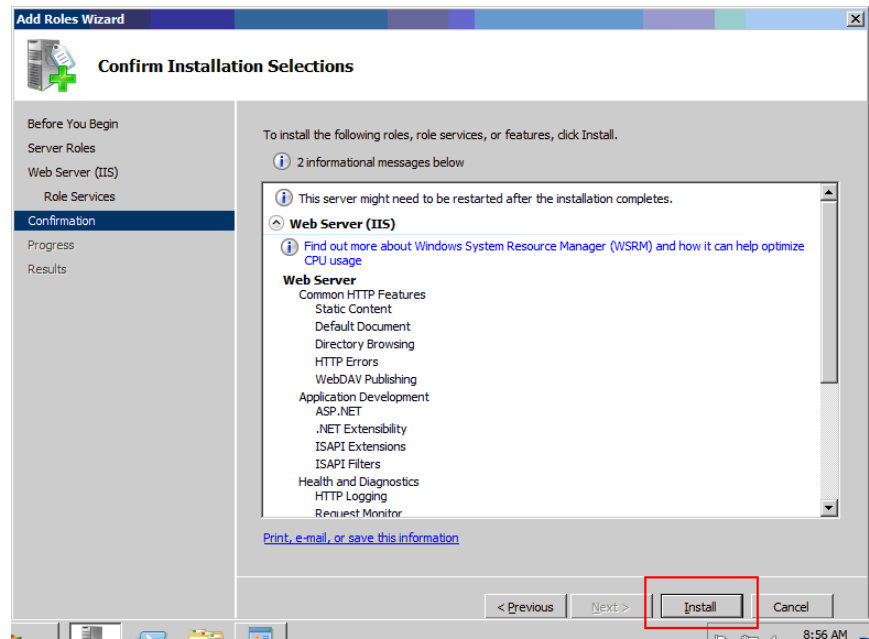 Add Roles Wizard
Confirm Installation Selections
Before You Begin
Server Roles
Web Server (IIS)
Role Services
Confirmation
Progress
Results
To install the following roles, role services, or features, click Install.
2 informational messages below
This server might need to be restarted after the installation completes.
Web Server (IIS)
Find out more about Windows System Resource Manager (WSRM) and how it can help optimize
CPU usage
Web Server
Common HTTP Features
Static Content
Default Document
Directory Browsing
HTTP Errors
WebDAV Publishing
Application Development
ASP.NET
.NET Extensibility
ISAPI Extensions
ISAPI Filters
Health and Diagnostics
HTTP Logging
Request Monitor
Print, e-mail, or save this information
< Previous
Next >
Install
Cancel
8:56 AM